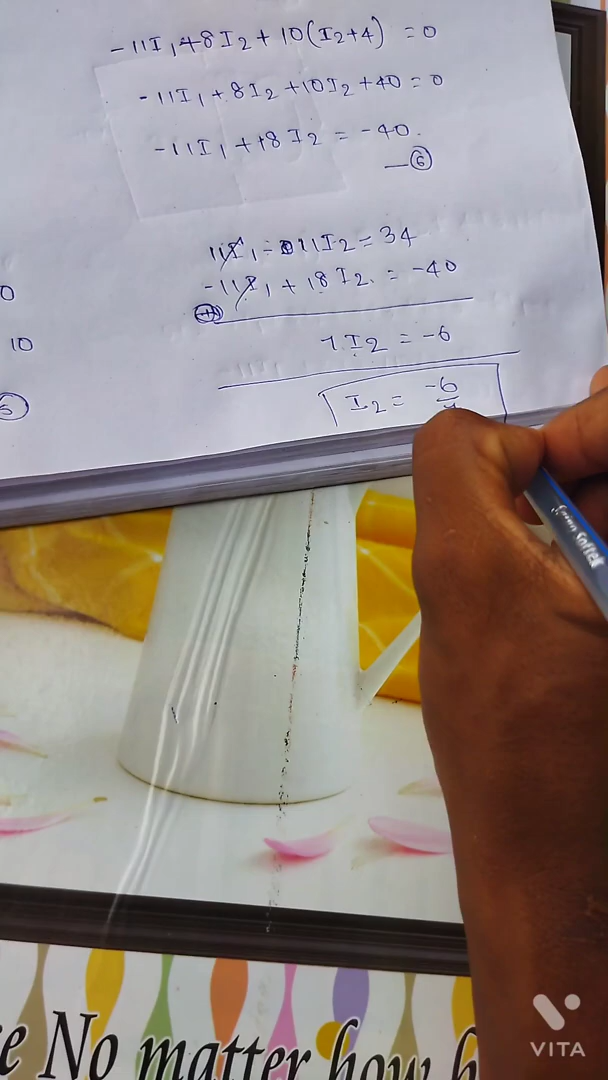 -11I₁+8I₂+10(I₂+4) =0
-11I₁+8I₂+10I₂+40=0
-11I₁+18I₂ = -40.
—⑥
11I₁-11I₂=34
-11I₁+18I₂ = -40
0
10
7I₂ = -6
I₂ = -6/7
5
No matter how h
VITA